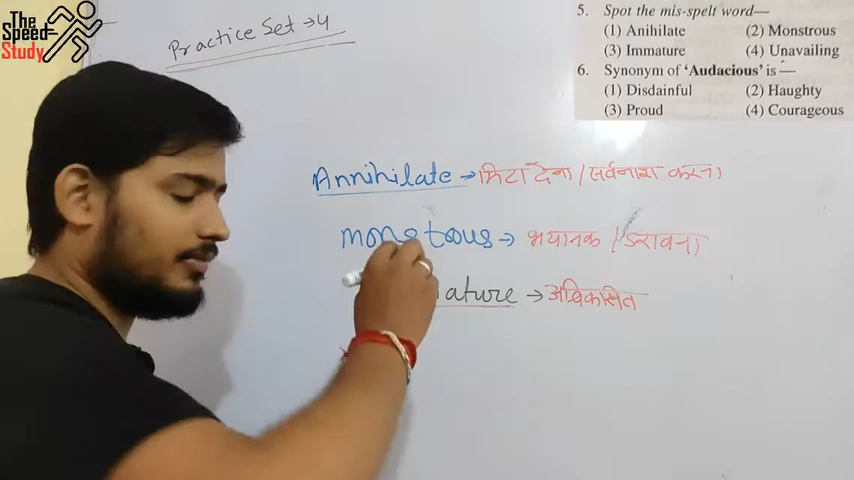 The
Speed
Study
Practice Set → 4
5. Spot the mis-spelt word—
(1) Anihilate (2) Monstrous
(3) Immature (4) Unavailing
6. Synonym of 'Audacious' is—
(1) Disdainful (2) Haughty
(3) Proud (4) Courageous
Annihilate → मिटा देना / सर्वनाश करना
→ भयानक / डरावना
ature → अविकसित